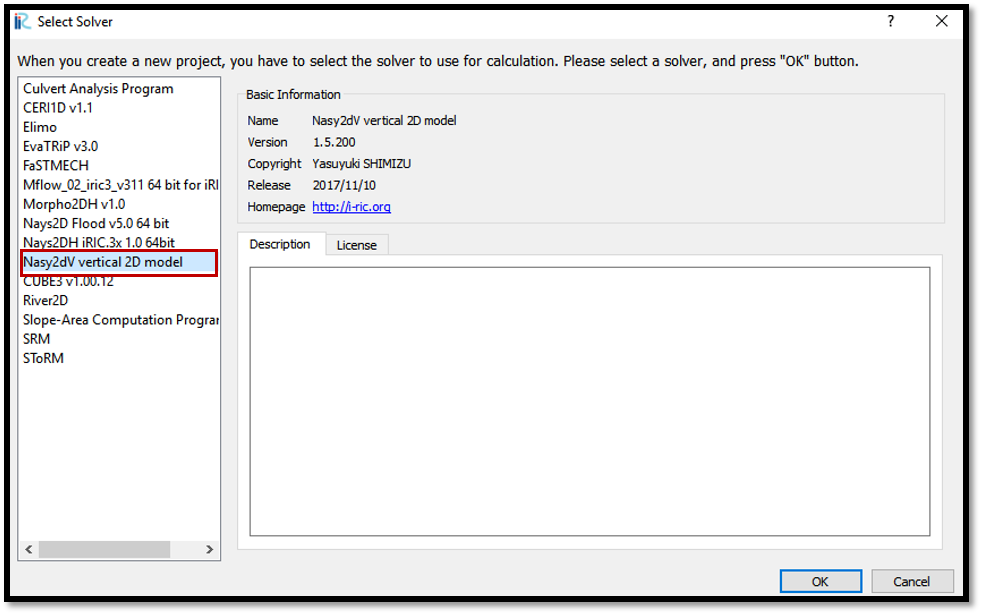 iRC Select Solver ?
When you create a new project, you have to select the solver to use for calculation. Please select a solver, and press "OK" button.
Culvert Analysis Program
CERI1D v1.1
Elimo
EvaTRiP v3.0
FaSTMECH
Mflow_02_iric3_v311 64 bit for iRI
Morpho2DH v1.0
Nays2D Flood v5.0 64 bit
Nays2DH iRIC.3x 1.0 64bit
Nasy2dV vertical 2D model
CUBE3 v1.00.12
River2D
Slope-Area Computation Prograr
SRM
SToRM
Basic Information
Name Nasy2dV vertical 2D model
Version 1.5.200
Copyright Yasuyuki SHIMIZU
Release 2017/11/10
Homepage http://i-ric.org
Description License
OK Cancel